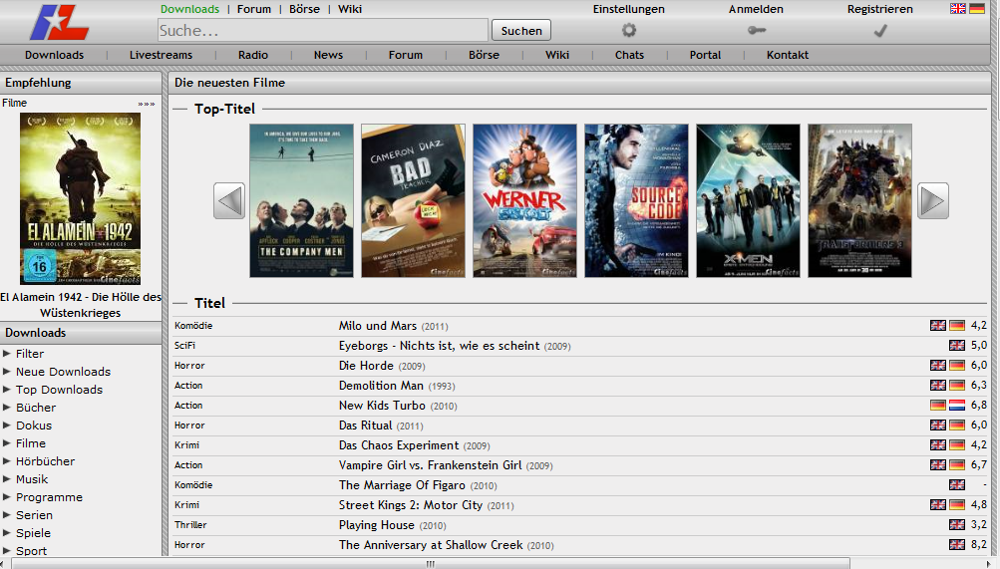 Downloads | Forum | Börse | Wiki
Einstellungen
Anmelden
Registrieren
Suche...
Suchen
Downloads
Livestreams
Radio
News
Forum
Börse
Wiki
Chats
Portal
Kontakt
Empfehlung
Filme
»»»
EL ALAMEIN 1942
DIE HÖLLE DES WÜSTENKRIEGES
16
Cinefacts
El Alamein 1942 - Die Hölle des
Wüstenkrieges
Downloads
Filter
Neue Downloads
Top Downloads
Bücher
Dokus
Filme
Hörbücher
Musik
Programme
Serien
Spiele
Sport
Die neuesten Filme
Top-Titel
THE COMPANY MEN
CAMERON DIAZ
BAD
TEACHER
Cinefacts
WERNER
EISKALT
SOURCE
CODE
IM KINO!
Cinefacts
X-MEN
Cinefacts
TRANSFORMERS 3
Titel
Komödie Milo und Mars (2011) 4,2
SciFi Eyeborgs - Nichts ist, wie es scheint (2009) 5,0
Horror Die Horde (2009) 6,0
Action Demolition Man (1993) 6,3
Action New Kids Turbo (2010) 6,8
Horror Das Ritual (2011) 6,0
Krimi Das Chaos Experiment (2009) 4,2
Action Vampire Girl vs. Frankenstein Girl (2009) 6,7
Komödie The Marriage Of Figaro (2010) -
Krimi Street Kings 2: Motor City (2011) 4,8
Thriller Playing House (2010) 3,2
Horror The Anniversary at Shallow Creek (2010) 8,2